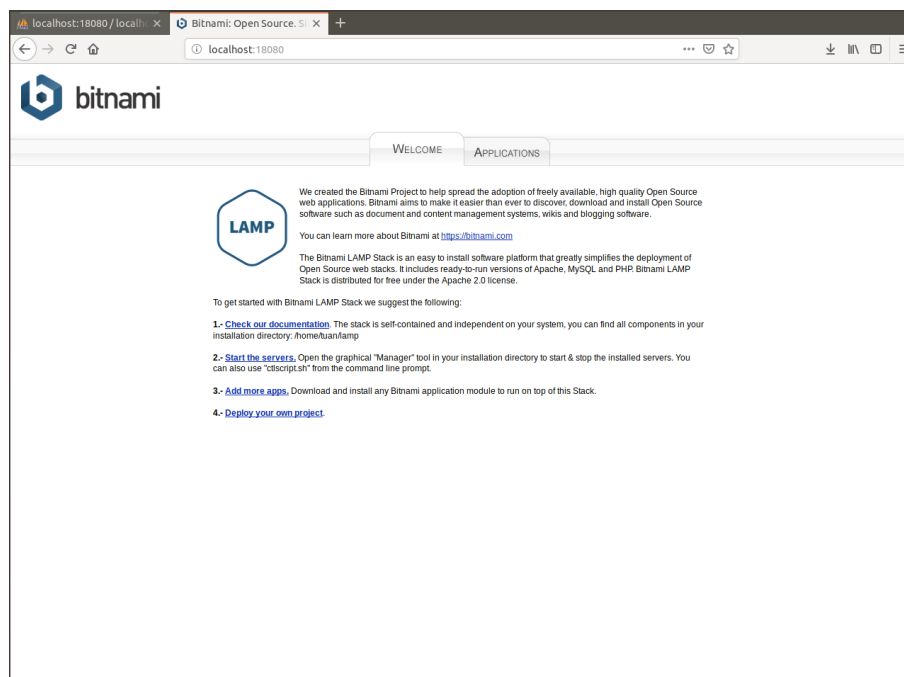 localhost:18080 / localh
Bitnami: Open Source. S
localhost:18080
bitnami
Welcome
Applications
LAMP
We created the Bitnami Project to help spread the adoption of freely available, high quality Open Source
web applications. Bitnami aims to make it easier than ever to discover, download and install Open Source
software such as document and content management systems, wikis and blogging software.
You can learn more about Bitnami at https://bitnami.com
The Bitnami LAMP Stack is an easy to install software platform that greatly simplifies the deployment of
Open Source web stacks. It includes ready-to-run versions of Apache, MySQL and PHP. Bitnami LAMP
Stack is distributed for free under the Apache 2.0 license.
To get started with Bitnami LAMP Stack we suggest the following:
1.- Check our documentation. The stack is self-contained and independent on your system, you can find all components in your
installation directory: /home/tuan/lamp
2.- Start the servers. Open the graphical "Manager" tool in your installation directory to start & stop the installed servers. You
can also use "ctlscript.sh" from the command line prompt.
3.- Add more apps. Download and install any Bitnami application module to run on top of this Stack.
4.- Deploy your own project.